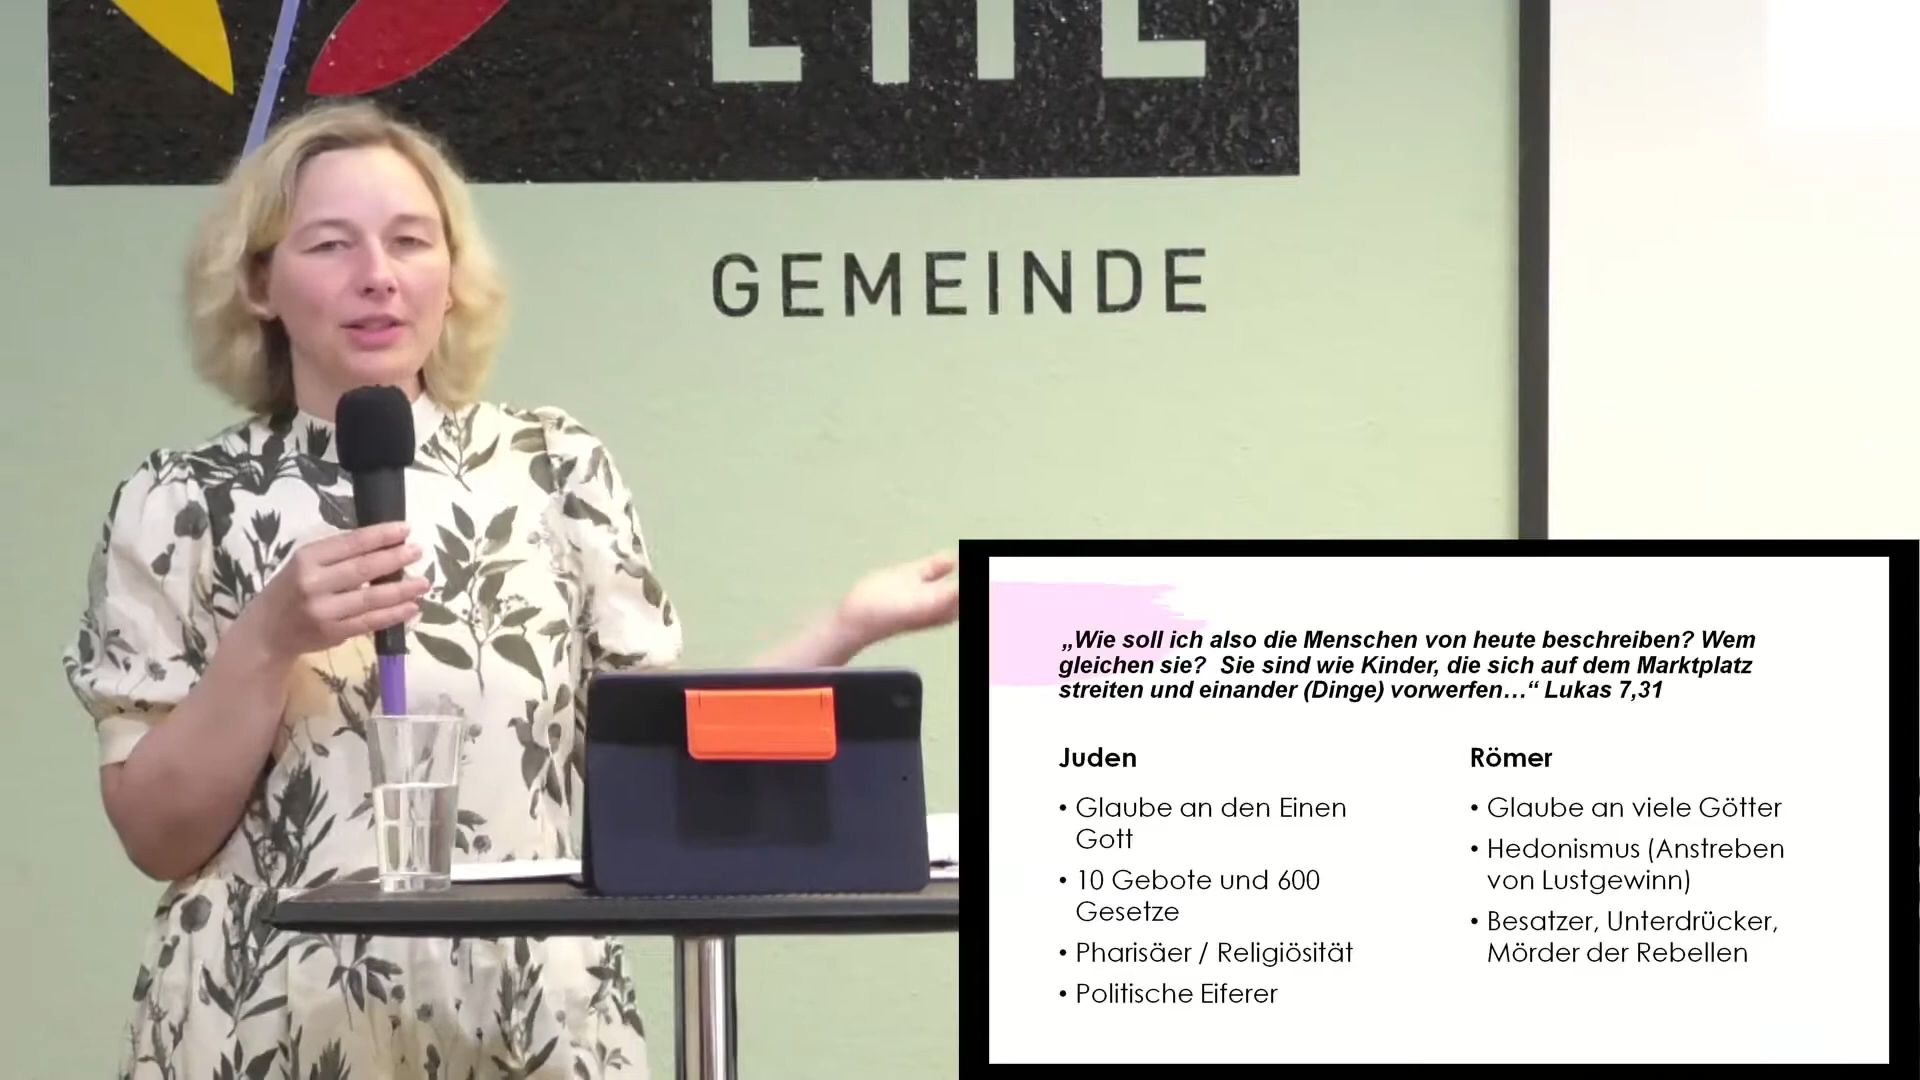 GEMEINDE
„Wie soll ich also die Menschen von heute beschreiben? Wem
gleichen sie?  Sie sind wie Kinder, die sich auf dem Marktplatz
streiten und einander (Dinge) vorwerfen…“ Lukas 7,31
Juden
• Glaube an den Einen
Gott
• 10 Gebote und 600
Gesetze
• Pharisäer / Religiösität
• Politische Eiferer
Römer
• Glaube an viele Götter
• Hedonismus (Anstreben
von Lustgewinn)
• Besatzer, Unterdrücker,
Mörder der Rebellen